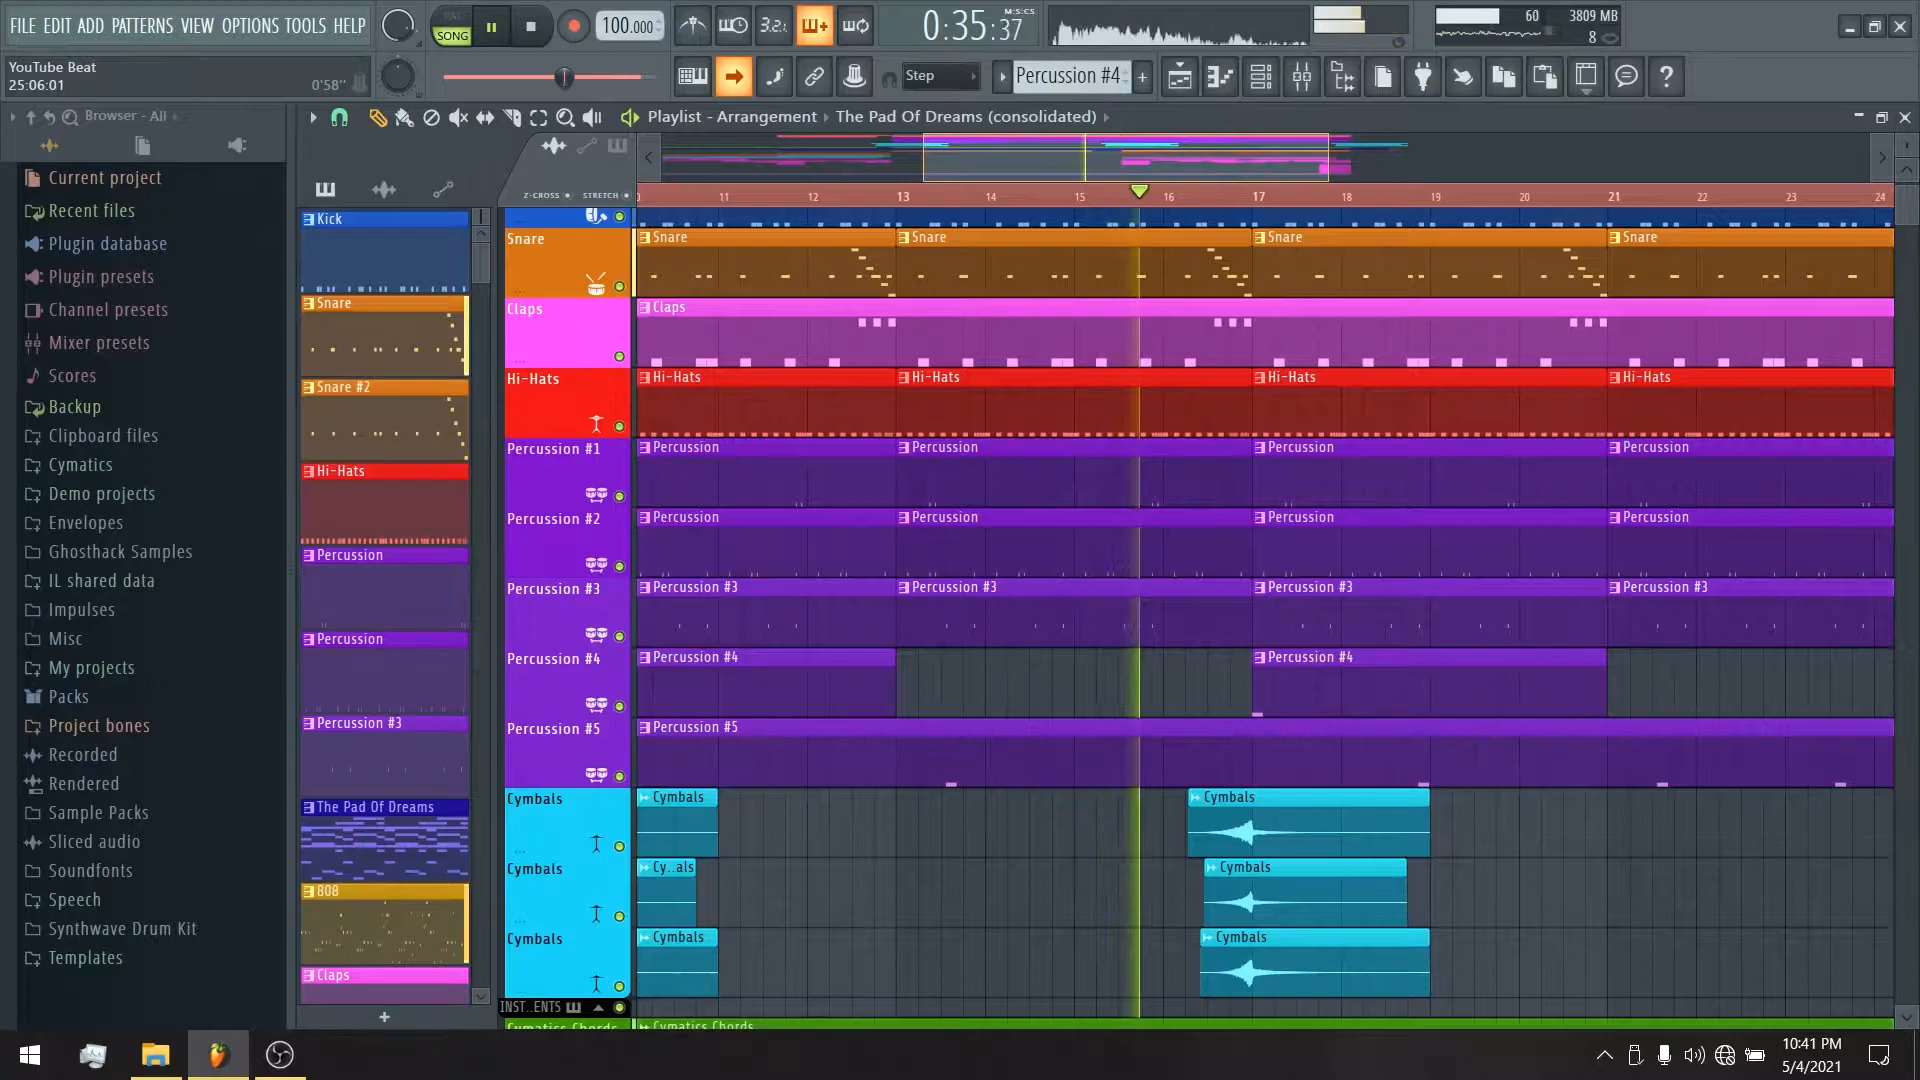 FILE EDIT ADD PATTERNS VIEW OPTIONS TOOLS HELP
PAT
SONG
100.000
3.2.
0:35:37
M:S:CS
60
3809 MB
8
YouTube Beat
25:06:01
0'58"
Step
Percussion #4
Browser - All
Playlist - Arrangement
The Pad Of Dreams (consolidated)
Current project
Recent files
Plugin database
Plugin presets
Channel presets
Mixer presets
Scores
Backup
Clipboard files
Cymatics
Demo projects
Envelopes
Ghosthack Samples
IL shared data
Impulses
Misc
My projects
Packs
Project bones
Recorded
Rendered
Sample Packs
Sliced audio
Soundfonts
Speech
Synthwave Drum Kit
Templates
Kick
Snare
Snare #2
Hi-Hats
Percussion
Percussion
Percussion #3
The Pad Of Dreams
808
Claps
Z-CROSS
STRETCH
11 12 13 14 15 16 17 18 19 20 21 22 23 24
Snare
Snare Snare Snare Snare
Claps
Claps
Hi-Hats
Hi-Hats Hi-Hats Hi-Hats Hi-Hats
Percussion #1
Percussion Percussion Percussion Percussion
Percussion #2
Percussion Percussion Percussion Percussion
Percussion #3
Percussion #3 Percussion #3 Percussion #3 Percussion #3
Percussion #4
Percussion #4 Percussion #4
Percussion #5
Percussion #5
Cymbals
Cymbals Cymbals
Cymbals
Cy..als Cymbals
Cymbals
Cymbals Cymbals
INST..ENTS
Cymatics Chords
Cymatics Chords
10:41 PM
5/4/2021